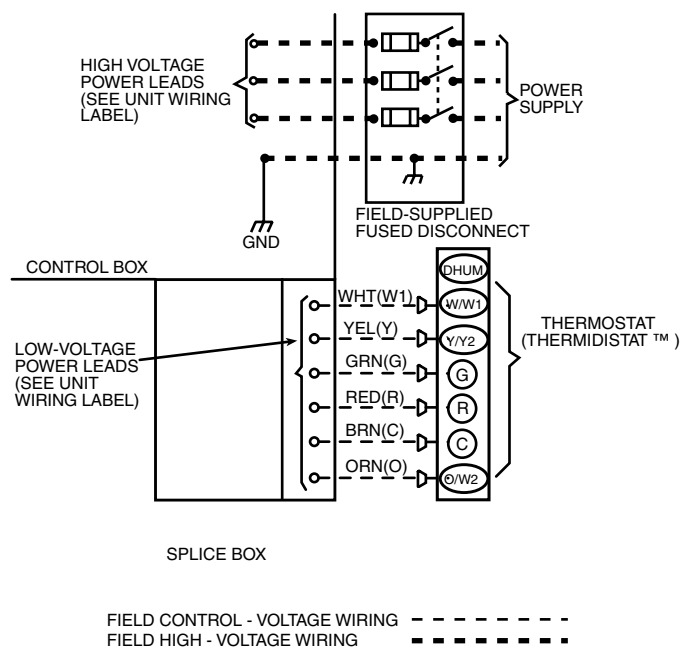 HIGH VOLTAGE
POWER LEADS
(SEE UNIT WIRING
LABEL)
POWER
SUPPLY
GND
FIELD-SUPPLIED
FUSED DISCONNECT
CONTROL BOX
DHUM
WHT(W1)
W/W1
YEL(Y)
Y/Y2
GRN(G)
G
RED(R)
R
BRN(C)
C
ORN(O)
O/W2
THERMOSTAT
(THERMIDISTAT ™ )
LOW-VOLTAGE
POWER LEADS
(SEE UNIT
WIRING LABEL)
SPLICE BOX
FIELD CONTROL - VOLTAGE WIRING
FIELD HIGH - VOLTAGE WIRING